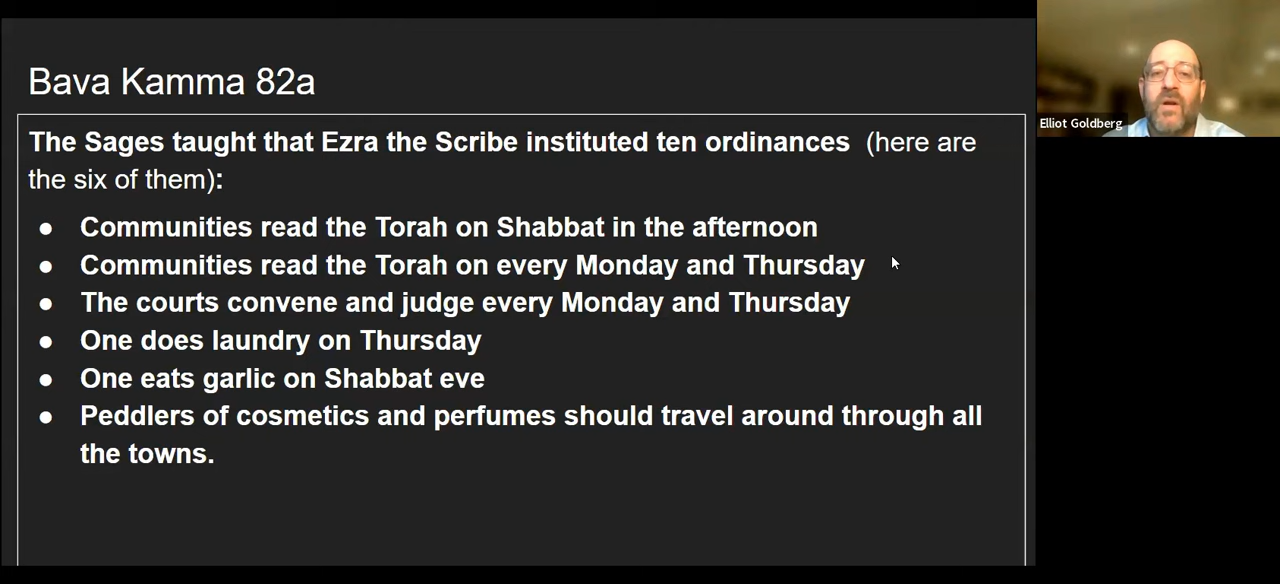 Bava Kamma 82a
The Sages taught that Ezra the Scribe instituted ten ordinances (here are
the six of them):
● Communities read the Torah on Shabbat in the afternoon
● Communities read the Torah on every Monday and Thursday
● The courts convene and judge every Monday and Thursday
● One does laundry on Thursday
● One eats garlic on Shabbat eve
● Peddlers of cosmetics and perfumes should travel around through all
the towns.
Elliot Goldberg